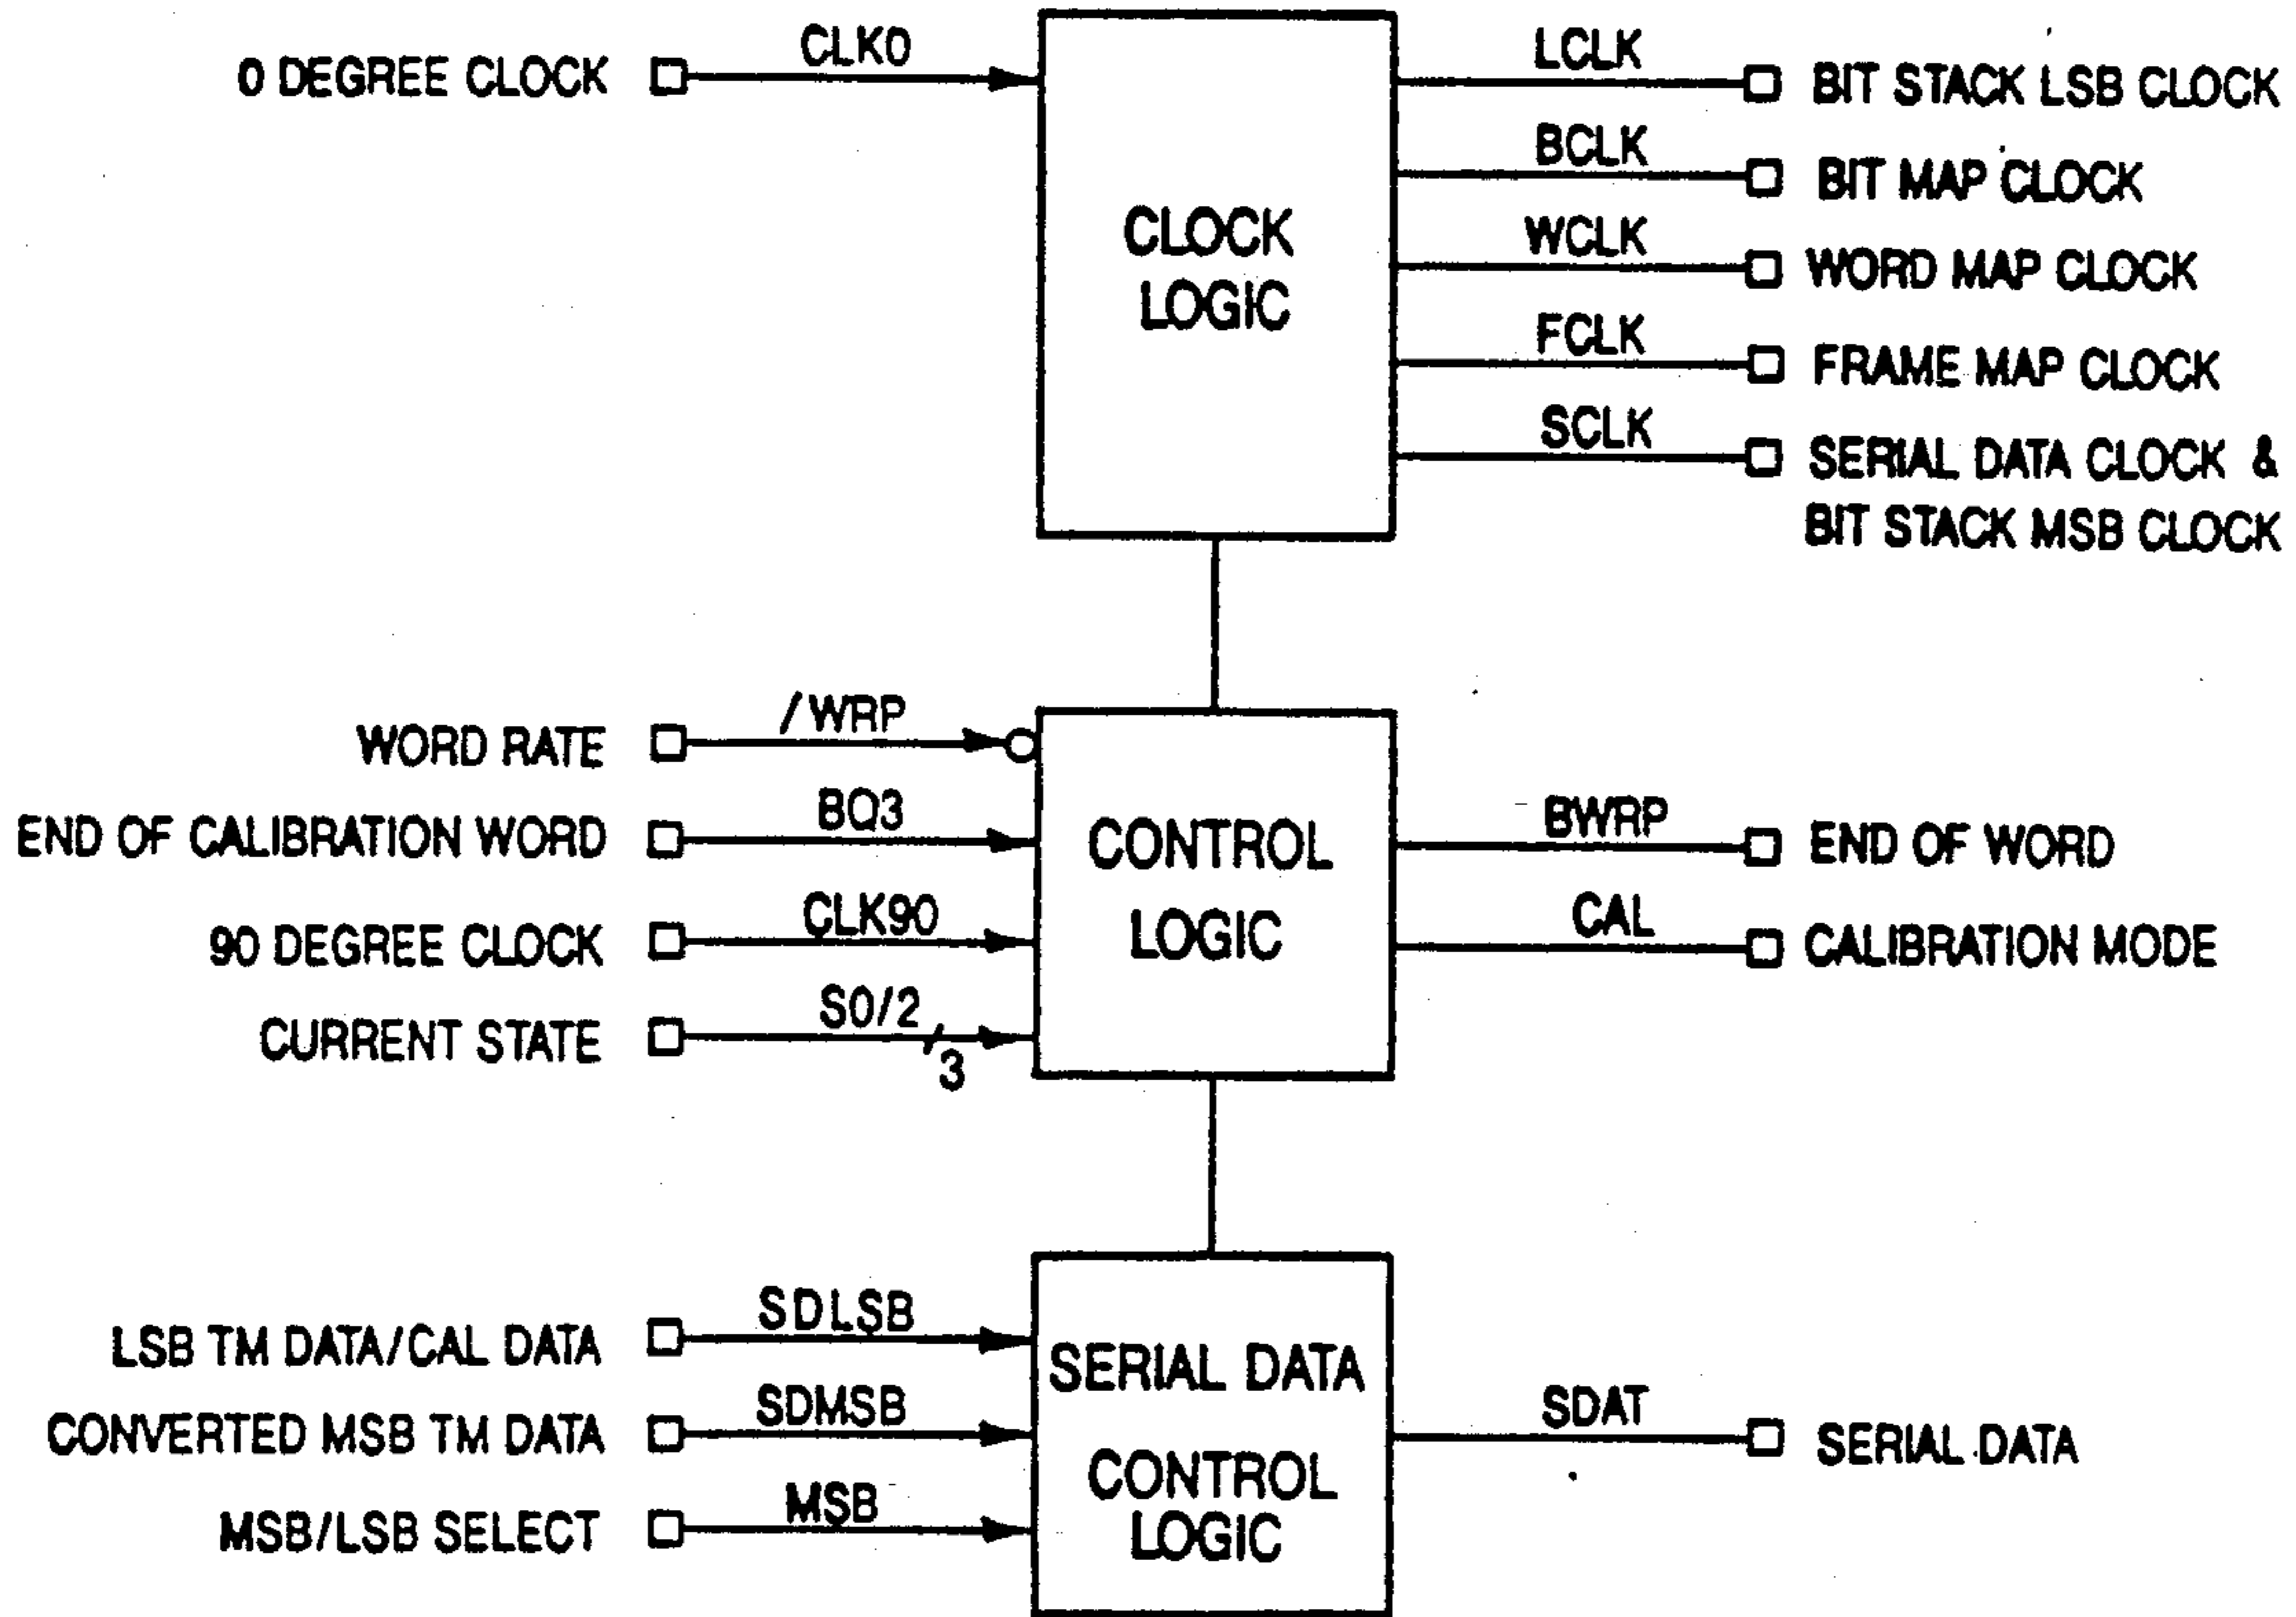 0 DEGREE CLOCK
CLK0
CLOCK
LOGIC
LCLK
BIT STACK LSB CLOCK
BCLK
BIT MAP CLOCK
WCLK
WORD MAP CLOCK
FCLK
FRAME MAP CLOCK
SCLK
SERIAL DATA CLOCK &
BIT STACK MSB CLOCK
WORD RATE
/WRP
END OF CALIBRATION WORD
BQ3
90 DEGREE CLOCK
CLK90
CURRENT STATE
S0/2
3
CONTROL
LOGIC
BWRP
END OF WORD
CAL
CALIBRATION MODE
LSB TM DATA/CAL DATA
SDLSB
CONVERTED MSB TM DATA
SDMSB
MSB/LSB SELECT
MSB
SERIAL DATA
CONTROL
LOGIC
SDAT
SERIAL DATA